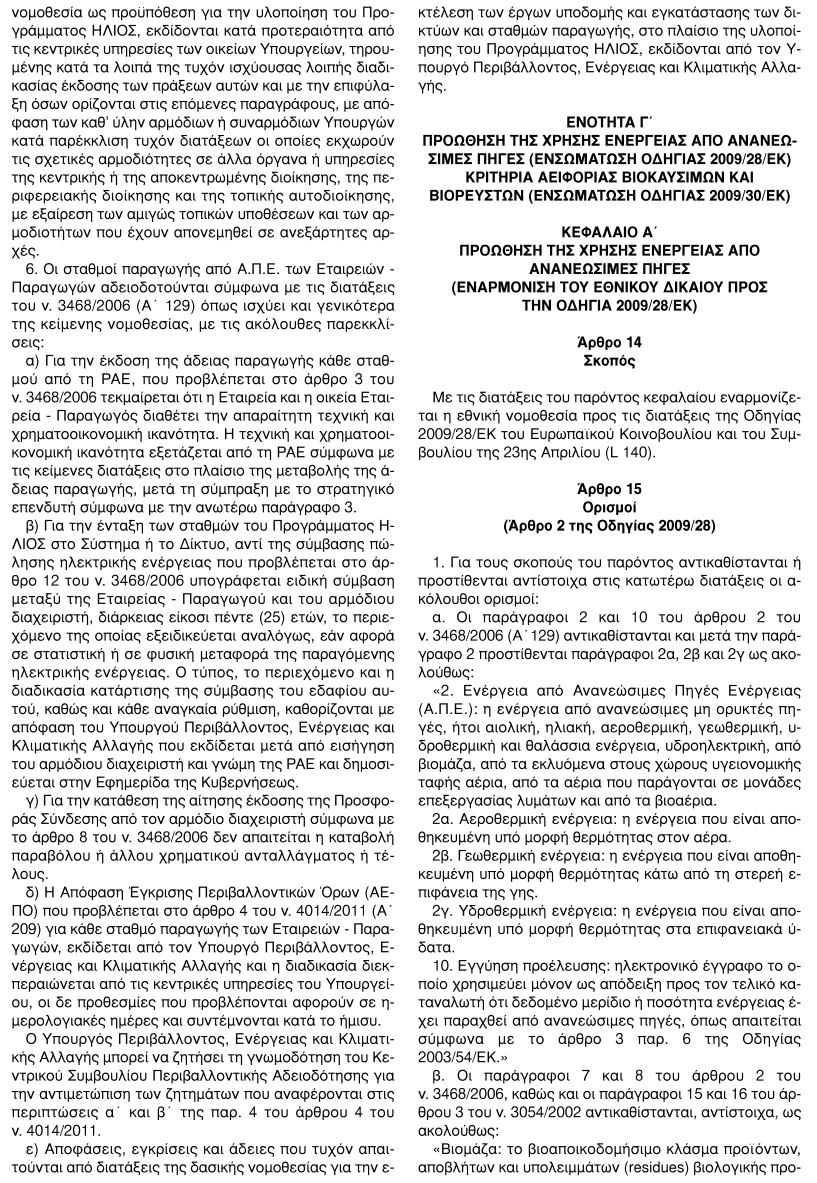 νομοθεσία ως προϋπόθεση για την υλοποίηση του Προ-
γράμματος ΗΛΙΟΣ, εκδίδονται κατά προτεραιότητα από
τις κεντρικές υπηρεσίες των οικείων Υπουργείων, τηρου-
μένης κατά τα λοιπά της τυχόν ισχύουσας λοιπής διαδι-
κασίας έκδοσης των πράξεων αυτών και με την επιφύλα-
ξη όσων ορίζονται στις επόμενες παραγράφους, με από-
φαση των καθ' ύλην αρμόδιων ή συναρμόδιων Υπουργών
κατά παρέκκλιση τυχόν διατάξεων οι οποίες εκχωρούν
τις σχετικές αρμοδιότητες σε άλλα όργανα ή υπηρεσίες
της κεντρικής ή της αποκεντρωμένης διοίκησης, της πε-
ριφερειακής διοίκησης και της τοπικής αυτοδιοίκησης,
με εξαίρεση των αμιγώς τοπικών υποθέσεων και των αρ-
μοδιοτήτων που έχουν απονεμηθεί σε ανεξάρτητες αρ-
χές.
6. Οι σταθμοί παραγωγής από Α.Π.Ε. των Εταιρειών -
Παραγωγών αδειοδοτούνται σύμφωνα με τις διατάξεις
του ν. 3468/2006 (Α΄ 129) όπως ισχύει και γενικότερα
της κείμενης νομοθεσίας, με τις ακόλουθες παρεκκλί-
σεις:
α) Για την έκδοση της άδειας παραγωγής κάθε σταθ-
μού από τη ΡΑΕ, που προβλέπεται στο άρθρο 3 του
ν. 3468/2006 τεκμαίρεται ότι η Εταιρεία και η οικεία Εται-
ρεία - Παραγωγός διαθέτει την απαραίτητη τεχνική και
χρηματοοικονομική ικανότητα. Η τεχνική και χρηματοοι-
κονομική ικανότητα εξετάζεται από τη ΡΑΕ σύμφωνα με
τις κείμενες διατάξεις στο πλαίσιο της μεταβολής της ά-
δειας παραγωγής, μετά τη σύμπραξη με το στρατηγικό
επενδυτή σύμφωνα με την ανωτέρω παράγραφο 3.
β) Για την ένταξη των σταθμών του Προγράμματος Η-
ΛΙΟΣ στο Σύστημα ή το Δίκτυο, αντί της σύμβασης πώ-
λησης ηλεκτρικής ενέργειας που προβλέπεται στο άρ-
θρο 12 του ν. 3468/2006 υπογράφεται ειδική σύμβαση
μεταξύ της Εταιρείας - Παραγωγού και του αρμόδιου
διαχειριστή, διάρκειας είκοσι πέντε (25) ετών, το περιε-
χόμενο της οποίας εξειδικεύεται αναλόγως, εάν αφορά
σε στατιστική ή σε φυσική μεταφορά της παραγόμενης
ηλεκτρικής ενέργειας. Ο τύπος, το περιεχόμενο και η
διαδικασία κατάρτισης της σύμβασης του εδαφίου αυ-
τού, καθώς και κάθε αναγκαία ρύθμιση, καθορίζονται με
απόφαση του Υπουργού Περιβάλλοντος, Ενέργειας και
Κλιματικής Αλλαγής που εκδίδεται μετά από εισήγηση
του αρμόδιου διαχειριστή και γνώμη της ΡΑΕ και δημοσι-
εύεται στην Εφημερίδα της Κυβερνήσεως.
γ) Για την κατάθεση της αίτησης έκδοσης της Προσφο-
ράς Σύνδεσης από τον αρμόδιο διαχειριστή σύμφωνα με
το άρθρο 8 του ν. 3468/2006 δεν απαιτείται η καταβολή
παραβόλου ή άλλου χρηματικού ανταλλάγματος ή τέ-
λους.
δ) Η Απόφαση Έγκρισης Περιβαλλοντικών Όρων (ΑΕ-
ΠΟ) που προβλέπεται στο άρθρο 4 του ν. 4014/2011 (Α΄
209) για κάθε σταθμό παραγωγής των Εταιρειών - Παρα-
γωγών, εκδίδεται από τον Υπουργό Περιβάλλοντος, Ε-
νέργειας και Κλιματικής Αλλαγής και η διαδικασία διεκ-
περαιώνεται από τις κεντρικές υπηρεσίες του Υπουργεί-
ου, οι δε προθεσμίες που προβλέπονται αφορούν σε η-
μερολογιακές ημέρες και συντέμνονται κατά το ήμισυ.
Ο Υπουργός Περιβάλλοντος, Ενέργειας και Κλιματι-
κής Αλλαγής μπορεί να ζητήσει τη γνωμοδότηση του Κε-
ντρικού Συμβουλίου Περιβαλλοντικής Αδειοδότησης για
την αντιμετώπιση των ζητημάτων που αναφέρονται στις
περιπτώσεις α΄ και β΄ της παρ. 4 του άρθρου 4 του
ν. 4014/2011.
ε) Αποφάσεις, εγκρίσεις και άδειες που τυχόν απαι-
τούνται από διατάξεις της δασικής νομοθεσίας για την ε-
κτέλεση των έργων υποδομής και εγκατάστασης των δι-
κτύων και σταθμών παραγωγής, στο πλαίσιο της υλοποί-
ησης του Προγράμματος ΗΛΙΟΣ, εκδίδονται από τον Υ-
πουργό Περιβάλλοντος, Ενέργειας και Κλιματικής Αλλα-
γής.
ΕΝΟΤΗΤΑ Γ΄
ΠΡΟΩΘΗΣΗ ΤΗΣ ΧΡΗΣΗΣ ΕΝΕΡΓΕΙΑΣ ΑΠΟ ΑΝΑΝΕΩ-
ΣΙΜΕΣ ΠΗΓΕΣ (ΕΝΣΩΜΑΤΩΣΗ ΟΔΗΓΙΑΣ 2009/28/ΕΚ)
ΚΡΙΤΗΡΙΑ ΑΕΙΦΟΡΙΑΣ ΒΙΟΚΑΥΣΙΜΩΝ ΚΑΙ
ΒΙΟΡΕΥΣΤΩΝ (ΕΝΣΩΜΑΤΩΣΗ ΟΔΗΓΙΑΣ 2009/30/ΕΚ)
ΚΕΦΑΛΑΙΟ Α΄
ΠΡΟΩΘΗΣΗ ΤΗΣ ΧΡΗΣΗΣ ΕΝΕΡΓΕΙΑΣ ΑΠΟ
ΑΝΑΝΕΩΣΙΜΕΣ ΠΗΓΕΣ
(ΕΝΑΡΜΟΝΙΣΗ ΤΟΥ ΕΘΝΙΚΟΥ ΔΙΚΑΙΟΥ ΠΡΟΣ
ΤΗΝ ΟΔΗΓΙΑ 2009/28/ΕΚ)
Άρθρο 14
Σκοπός
Με τις διατάξεις του παρόντος κεφαλαίου εναρμονίζε-
ται η εθνική νομοθεσία προς τις διατάξεις της Οδηγίας
2009/28/ΕΚ του Ευρωπαϊκού Κοινοβουλίου και του Συμ-
βουλίου της 23ης Απριλίου (L 140).
Άρθρο 15
Ορισμοί
(Άρθρο 2 της Οδηγίας 2009/28)
1. Για τους σκοπούς του παρόντος αντικαθίστανται ή
προστίθενται αντίστοιχα στις κατωτέρω διατάξεις οι α-
κόλουθοι ορισμοί:
α. Οι παράγραφοι 2 και 10 του άρθρου 2 του
ν. 3468/2006 (Α΄129) αντικαθίστανται και μετά την παρά-
γραφο 2 προστίθενται παράγραφοι 2α, 2β και 2γ ως ακο-
λούθως:
«2. Ενέργεια από Ανανεώσιμες Πηγές Ενέργειας
(Α.Π.Ε.): η ενέργεια από ανανεώσιμες μη ορυκτές πη-
γές, ήτοι αιολική, ηλιακή, αεροθερμική, γεωθερμική, υ-
δροθερμική και θαλάσσια ενέργεια, υδροηλεκτρική, από
βιομάζα, από τα εκλυόμενα στους χώρους υγειονομικής
ταφής αέρια, από τα αέρια που παράγονται σε μονάδες
επεξεργασίας λυμάτων και από τα βιοαέρια.
2α. Αεροθερμική ενέργεια: η ενέργεια που είναι απο-
θηκευμένη υπό μορφή θερμότητας στον αέρα.
2β. Γεωθερμική ενέργεια: η ενέργεια που είναι αποθη-
κευμένη υπό μορφή θερμότητας κάτω από τη στερεή ε-
πιφάνεια της γης.
2γ. Υδροθερμική ενέργεια: η ενέργεια που είναι απο-
θηκευμένη υπό μορφή θερμότητας στα επιφανειακά ύ-
δατα.
10. Εγγύηση προέλευσης: ηλεκτρονικό έγγραφο το ο-
ποίο χρησιμεύει μόνον ως απόδειξη προς τον τελικό κα-
ταναλωτή ότι δεδομένο μερίδιο ή ποσότητα ενέργειας έ-
χει παραχθεί από ανανεώσιμες πηγές, όπως απαιτείται
σύμφωνα με το άρθρο 3 παρ. 6 της Οδηγίας
2003/54/ΕΚ.»
β. Οι παράγραφοι 7 και 8 του άρθρου 2 του
ν. 3468/2006, καθώς και οι παράγραφοι 15 και 16 του άρ-
θρου 3 του ν. 3054/2002 αντικαθίστανται, αντίστοιχα, ως
ακολούθως:
«Βιομάζα: το βιοαποικοδομήσιμο κλάσμα προϊόντων,
αποβλήτων και υπολειμμάτων (residues) βιολογικής προ-